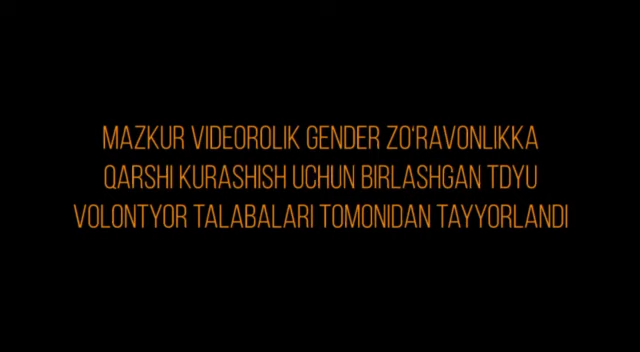 MAZKUR VIDEOROLIK GENDER ZO‘RAVONLIKKA
QARSHI KURASHISH UCHUN BIRLASHGAN TDYU
VOLONTYOR TALABALARI TOMONIDAN TAYYORLANDI